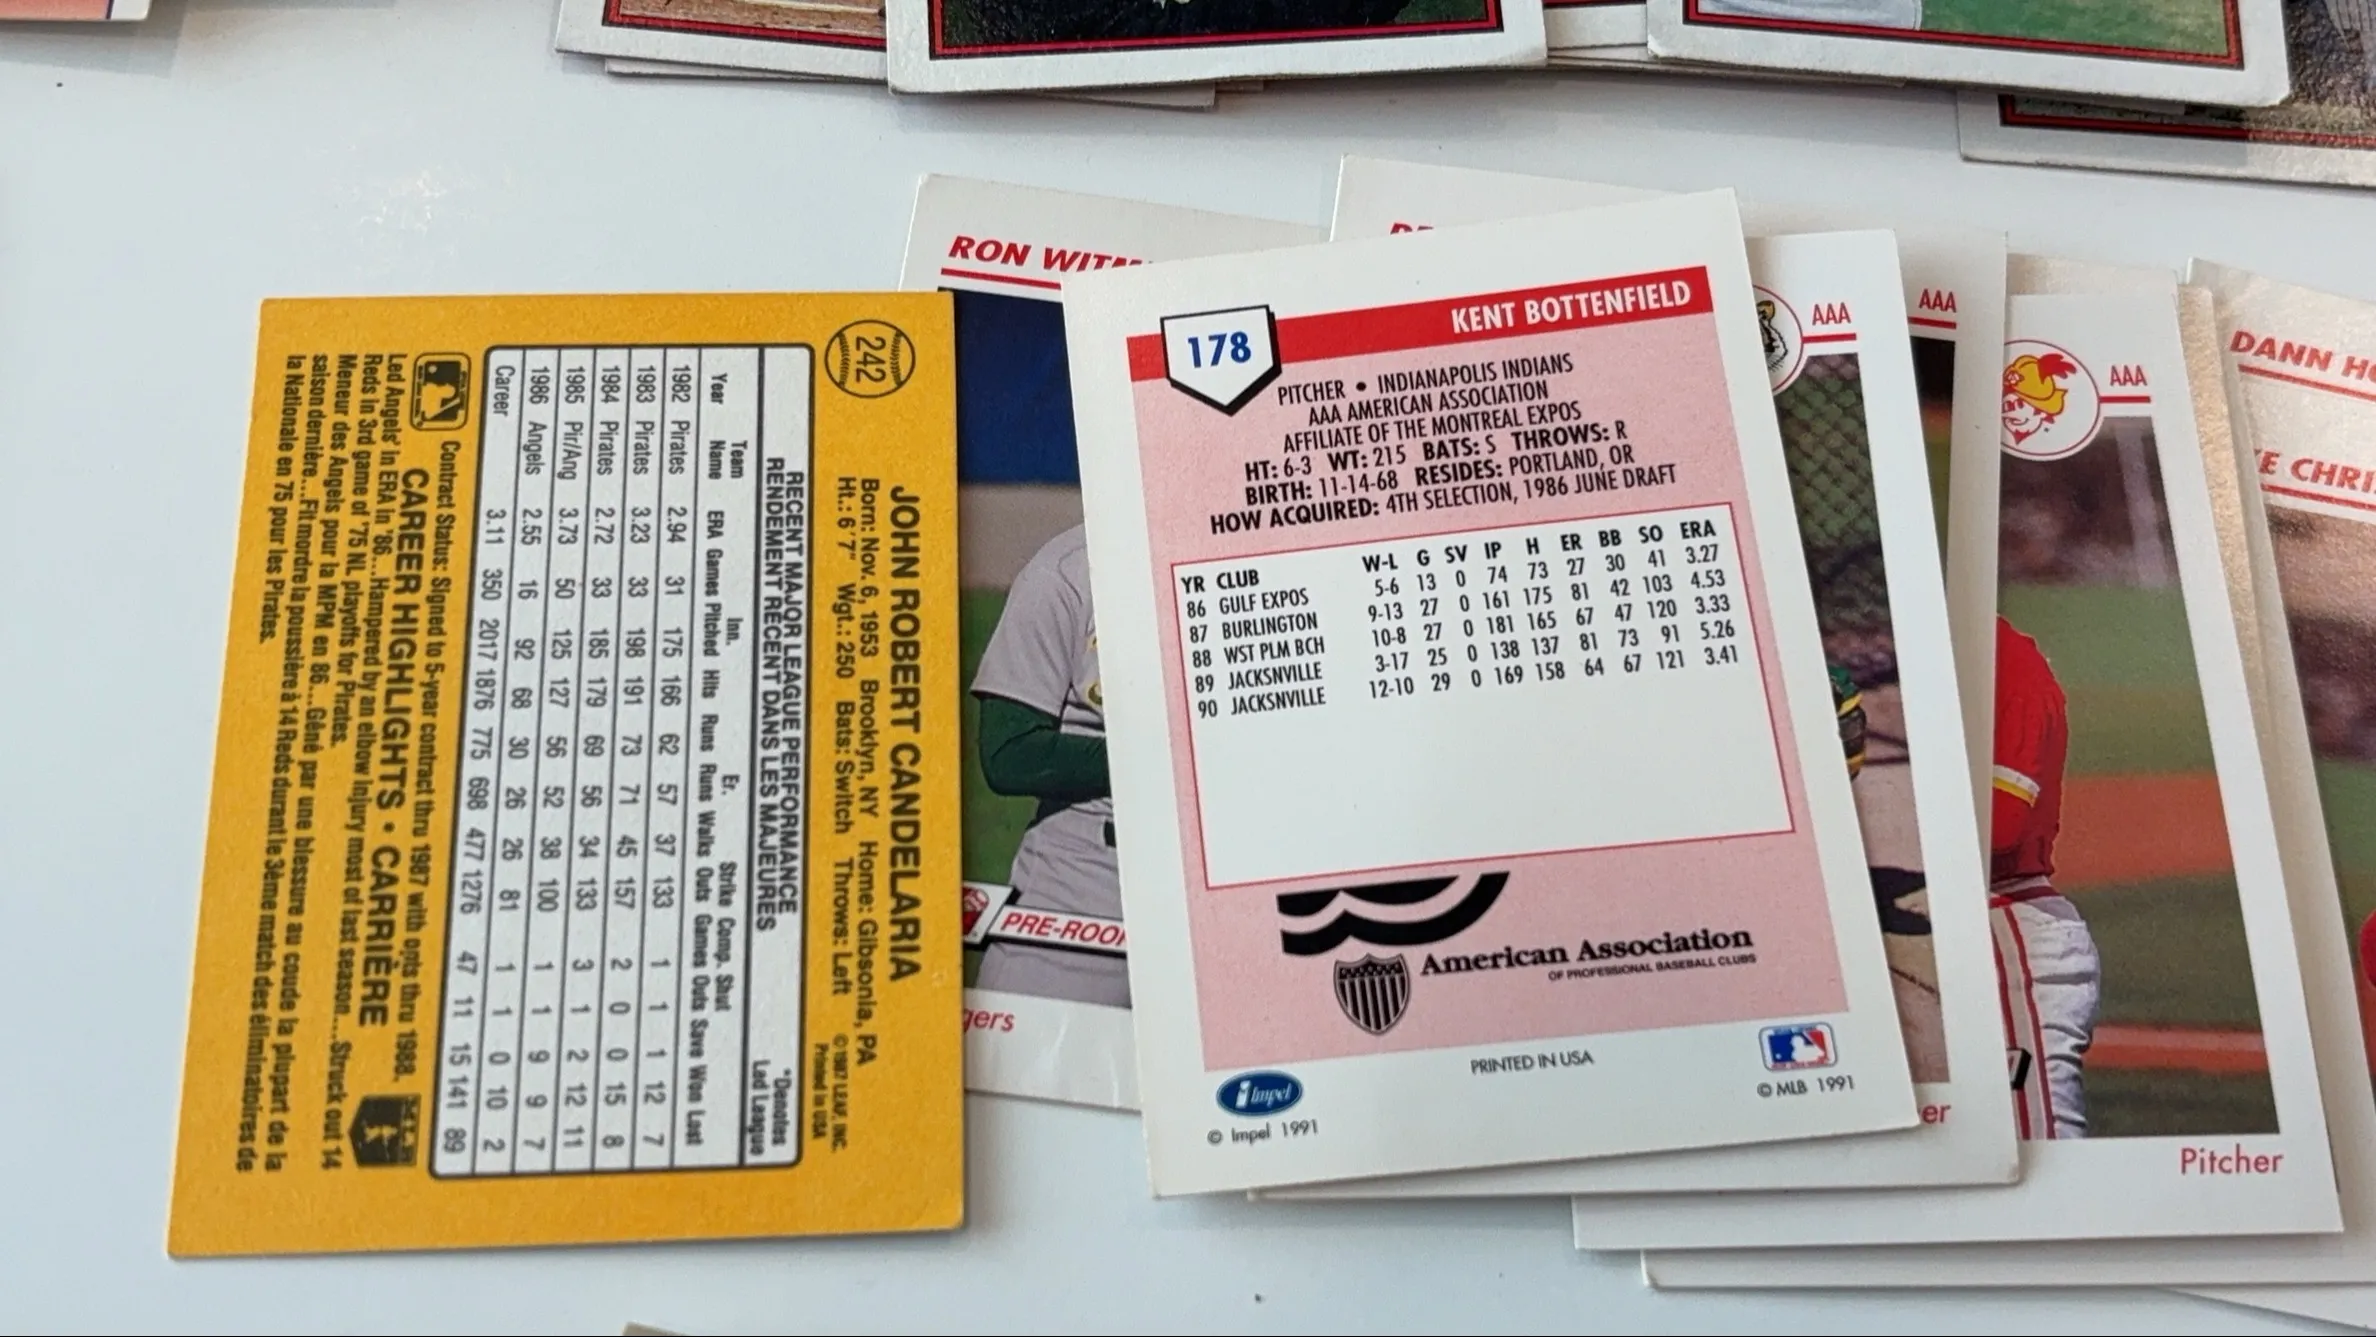 242
JOHN ROBERT CANDELARIA
Born: Nov. 6, 1953 Brooklyn, NY Home: Gibsonia, PA
Ht.: 6'7" Wgt.: 250 Bats: Switch Throws: Left
©1987 LEAF, INC.
Printed in USA
RECENT MAJOR LEAGUE PERFORMANCE
RENDEMENT RÉCENT DANS LES MAJEURES
*Denotes
Led League
Year Team Name ERA Games Inn. Pitched Hits Runs Er. Runs Walks Strike Outs Comp. Games Shut Outs Save Won Lost
1982 Pirates 2.94 31 175 166 62 57 37 133 1 1 1 12 7
1983 Pirates 3.23 33 198 191 73 71 45 157 2 0 0 15 8
1984 Pirates 2.72 33 185 179 69 56 34 133 3 1 2 12 11
1985 Pir/Ang 3.73 50 125 127 56 52 38 100 1 1 9 9 7
1986 Angels 2.55 16 92 68 30 26 26 81 1 1 0 10 2
Career 3.11 350 2017 1876 775 698 477 1276 47 11 15 141 89
Contract Status: Signed to 5-year contract thru 1987 with opts thru 1988.
CAREER HIGHLIGHTS • CARRIÈRE
Led Angels' in ERA in '86...Hampered by an elbow injury most of last season...Struck out 14
Reds in 3rd game of '75 NL playoffs for Pirates.
Meneur des Angels pour la MPM en 86...Gêné par une blessure au coude la plupart de la
saison dernière...Fit mordre la poussière à 14 Reds durant le 3ème match des éliminatoires de
la Nationale en 75 pour les Pirates.
RON
PRE-ROO
gers
178
KENT BOTTENFIELD
PITCHER • INDIANAPOLIS INDIANS
AAA AMERICAN ASSOCIATION
AFFILIATE OF THE MONTREAL EXPOS
HT: 6-3 WT: 215 BATS: S THROWS: R
BIRTH: 11-14-68 RESIDES: PORTLAND, OR
HOW ACQUIRED: 4TH SELECTION, 1986 JUNE DRAFT
YR CLUB W-L G SV IP H ER BB SO ERA
86 GULF EXPOS 5-6 13 0 74 73 27 30 41 3.27
87 BURLINGTON 9-13 27 0 161 175 81 42 103 4.53
88 WST PLM BCH 10-8 27 0 181 165 67 47 120 3.33
89 JACKSNVILLE 3-17 25 0 138 137 81 73 91 5.26
90 JACKSNVILLE 12-10 29 0 169 158 64 67 121 3.41
American Association
OF PROFESSIONAL BASEBALL CLUBS
PRINTED IN USA
Impel
© Impel 1991
© MLB 1991
AAA
AAA
er
AAA
Pitcher
DANN